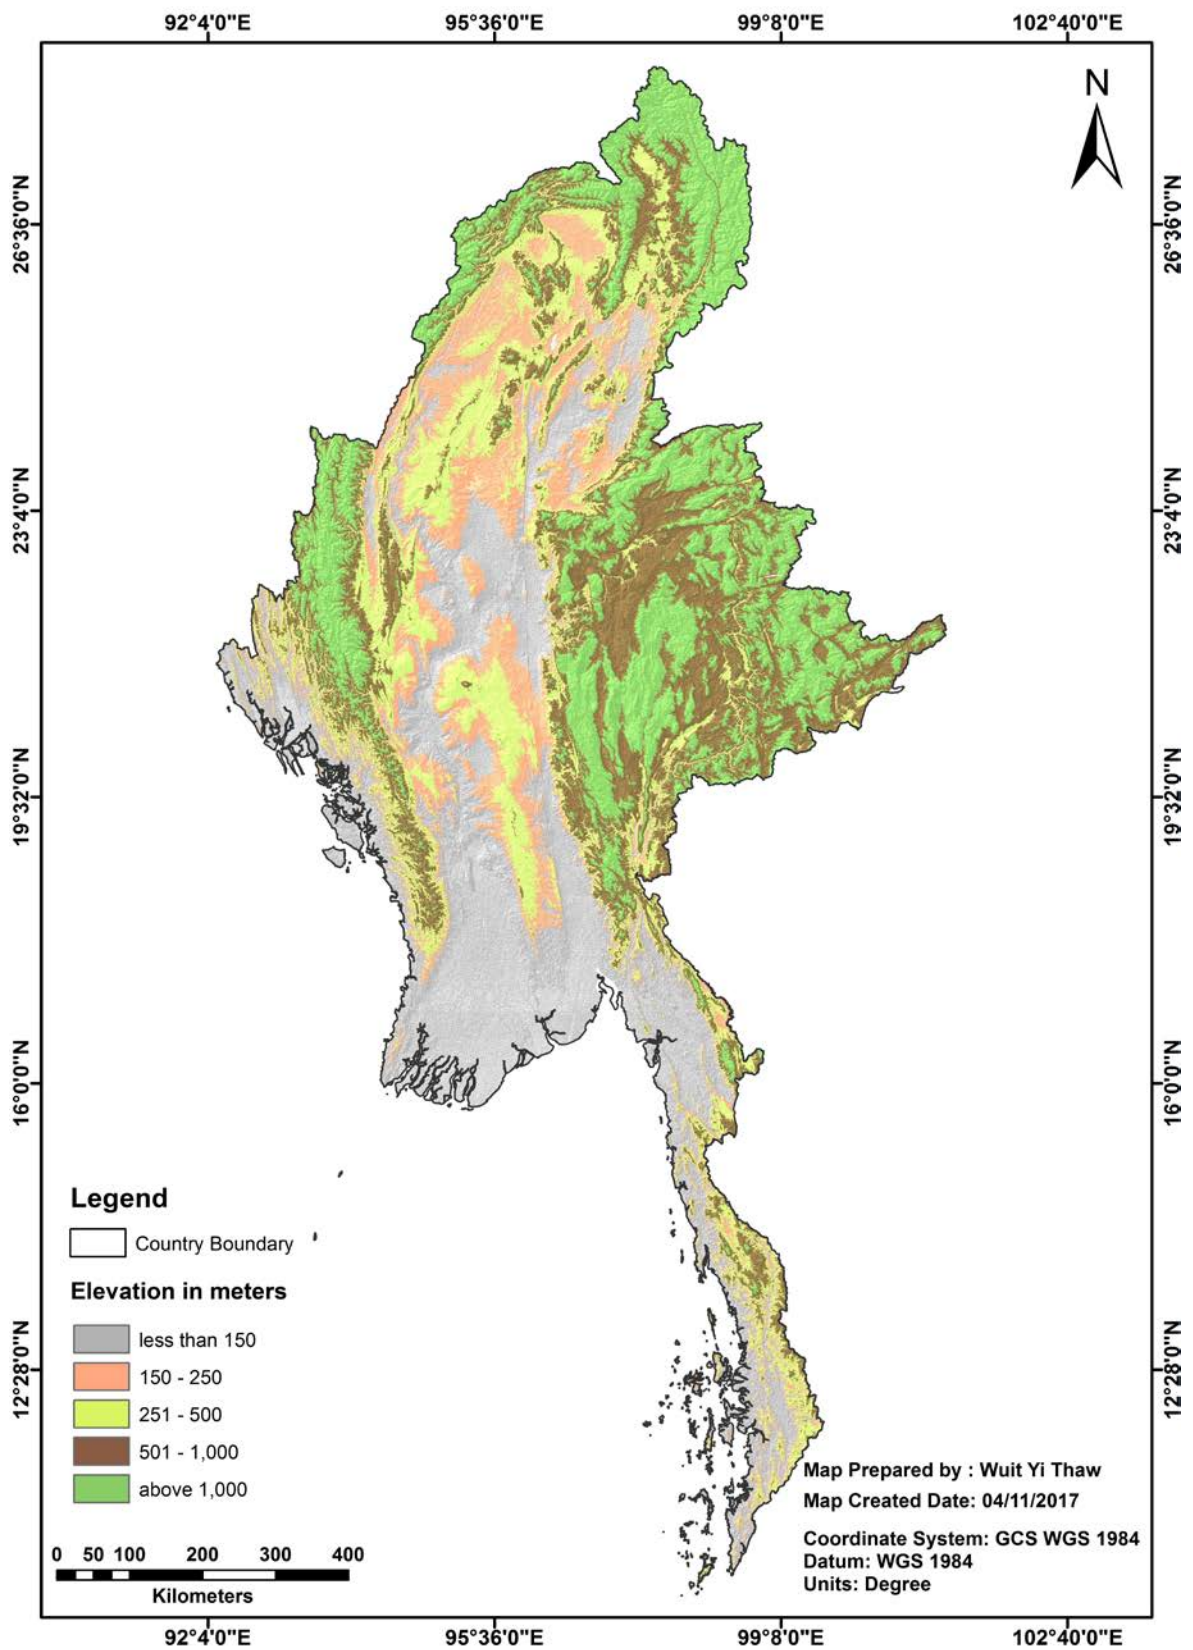 92°4'0"E 95°36'0"E 99°8'0"E 102°40'0"E
N
26°36'0"N 26°36'0"N
23°4'0"N 23°4'0"N
19°32'0"N 19°32'0"N
16°0'0"N 16°0'0"N
12°28'0"N 12°28'0"N
Legend
Country Boundary
Elevation in meters
less than 150
150 - 250
251 - 500
501 - 1,000
above 1,000
0 50 100 200 300 400
Kilometers
Map Prepared by : Wuit Yi Thaw
Map Created Date: 04/11/2017
Coordinate System: GCS WGS 1984
Datum: WGS 1984
Units: Degree
92°4'0"E 95°36'0"E 99°8'0"E 102°40'0"E